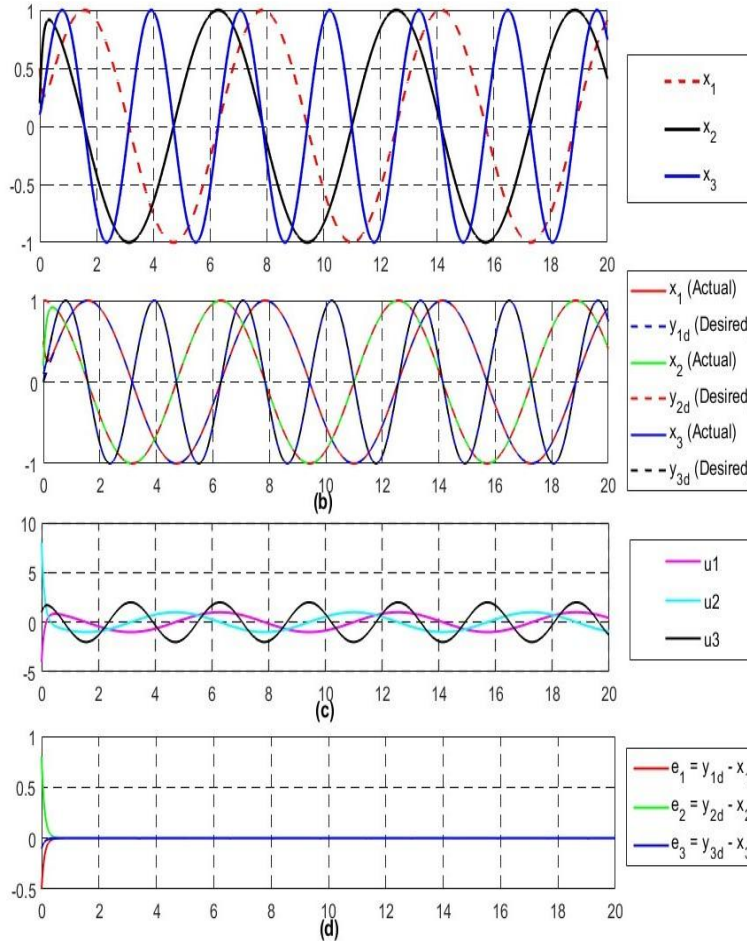 1
0.5
0
-0.5
-1
0 2 4 6 8 10 12 14 16 18 20
x1
x2
x3
1
0
-1
0 2 4 6 8 10 12 14 16 18 20
(b)
x1 (Actual)
y1d (Desired
x2 (Actual)
y2d (Desired
x3 (Actual)
y3d (Desired
10
5
0
-5
0 2 4 6 8 10 12 14 16 18 20
(c)
u1
u2
u3
1
0.5
0
-0.5
0 2 4 6 8 10 12 14 16 18 20
(d)
e1 = y1d - x
e2 = y2d - x2
e3 = y3d - x3